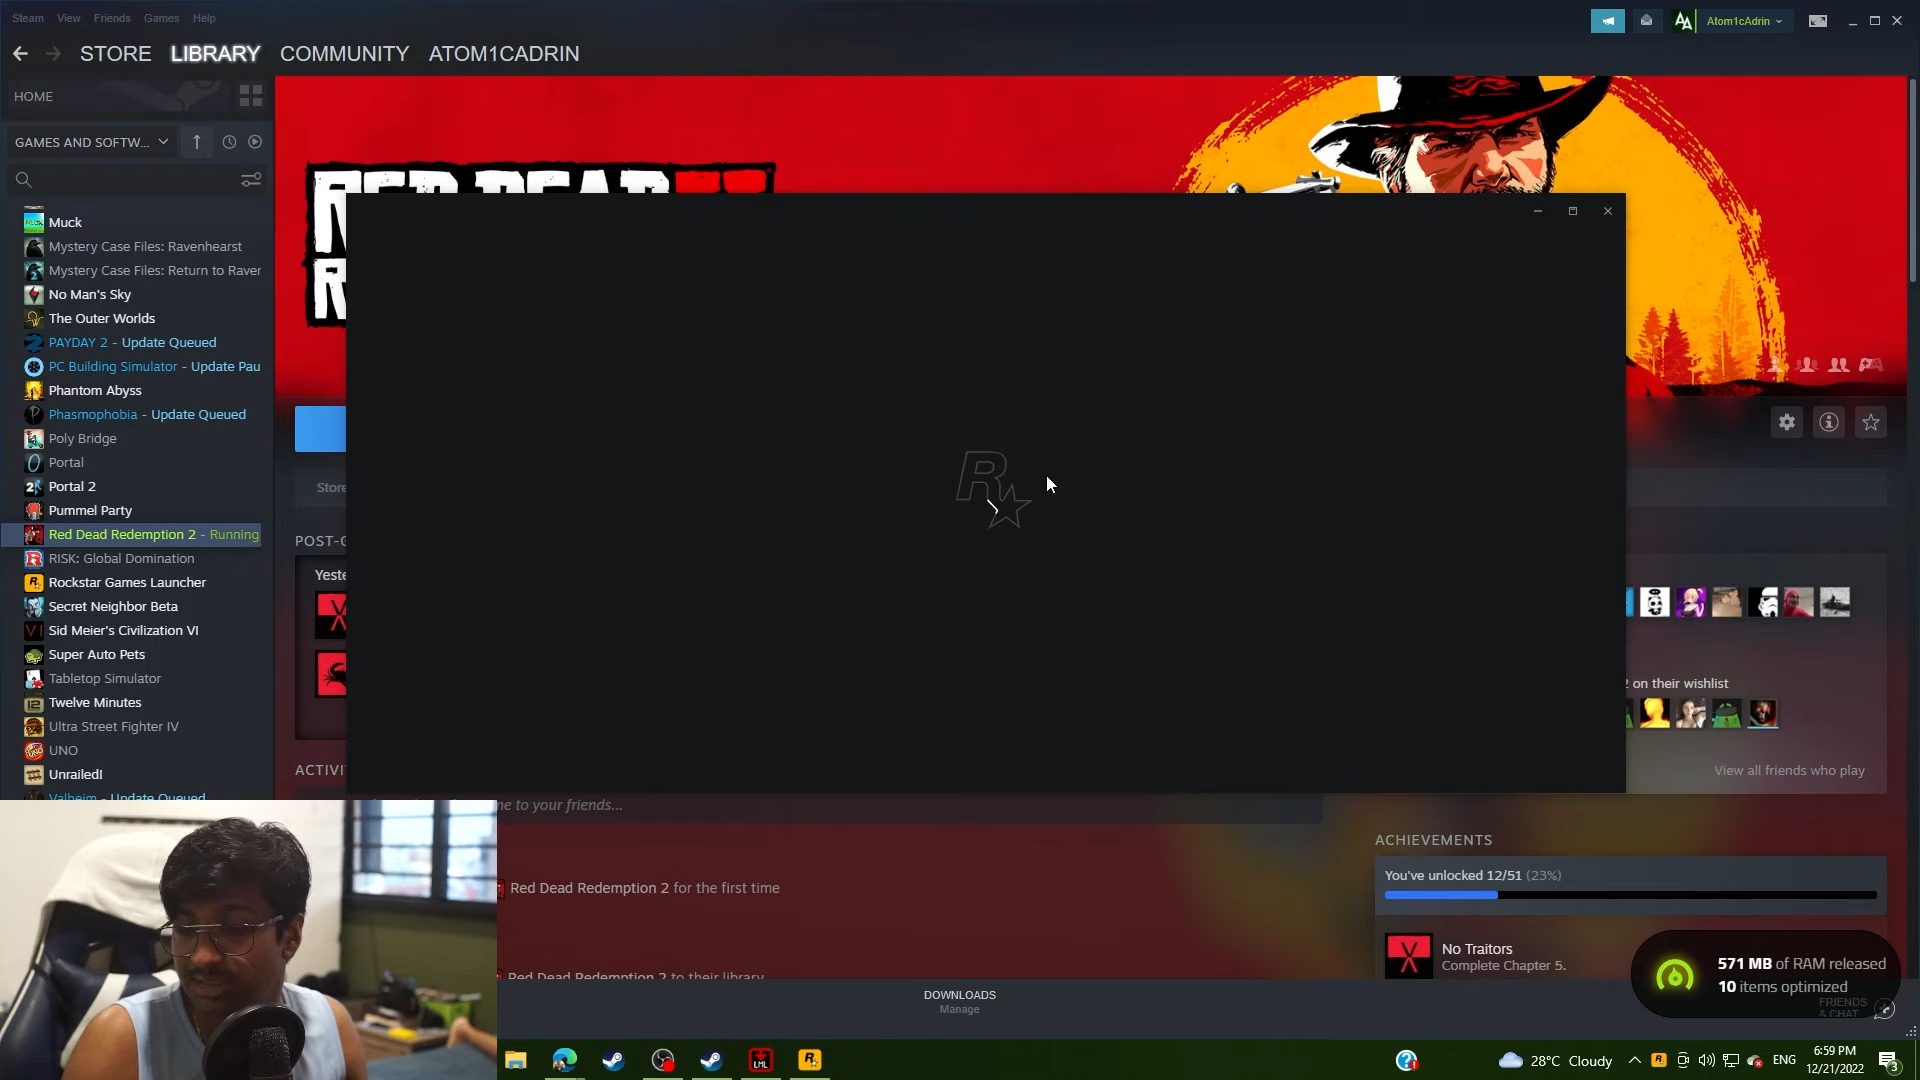 Steam View Friends Games Help
Atom1cAdrin
STORE LIBRARY COMMUNITY ATOM1CADRIN
HOME
GAMES AND SOFTW...
Muck
Mystery Case Files: Ravenhearst
Mystery Case Files: Return to Raven
No Man's Sky
The Outer Worlds
PAYDAY 2 - Update Queued
PC Building Simulator - Update Pau
Phantom Abyss
Phasmophobia - Update Queued
Poly Bridge
Portal
Portal 2
Pummel Party
Red Dead Redemption 2 - Running
RISK: Global Domination
Rockstar Games Launcher
Secret Neighbor Beta
Sid Meier's Civilization VI
Super Auto Pets
Tabletop Simulator
Twelve Minutes
Ultra Street Fighter IV
UNO
Unrailed!
Valheim - Update Queued
RED DEAD
R
Store
POST-G
Yeste
ACTIVI
R
2 on their wishlist
View all friends who play
me to your friends...
Red Dead Redemption 2 for the first time
Red Dead Redemption 2 to their library
ACHIEVEMENTS
You've unlocked 12/51 (23%)
No Traitors
Complete Chapter 5.
571 MB of RAM released
10 items optimized
FRIENDS
& CHAT
DOWNLOADS
Manage
LML
28°C Cloudy
ENG
6:59 PM
12/21/2022
3